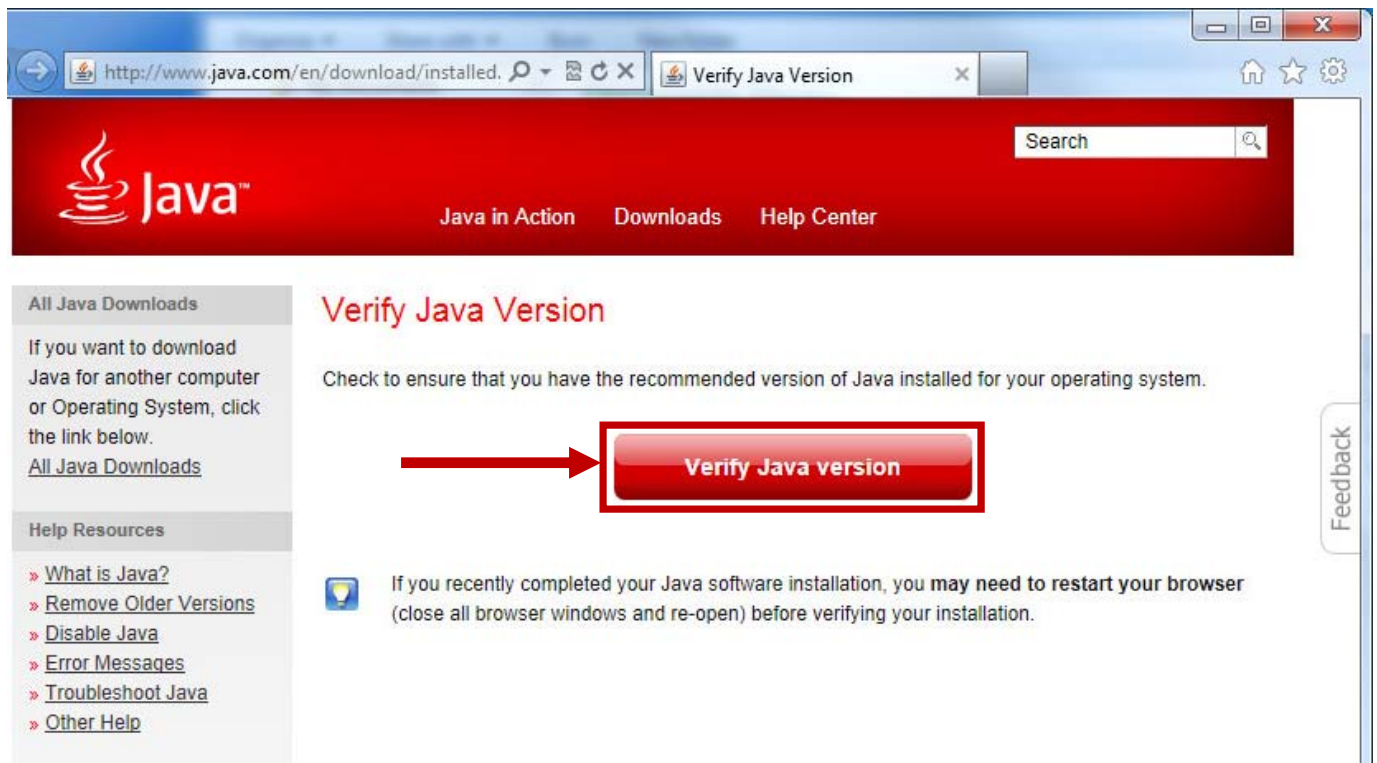 http://www.java.com/en/download/installed.
Verify Java Version
Search
Java™
Java in Action Downloads Help Center
All Java Downloads
If you want to download
Java for another computer
or Operating System, click
the link below.
All Java Downloads
Help Resources
» What is Java?
» Remove Older Versions
» Disable Java
» Error Messages
» Troubleshoot Java
» Other Help
Verify Java Version
Check to ensure that you have the recommended version of Java installed for your operating system.
Verify Java version
If you recently completed your Java software installation, you may need to restart your browser
(close all browser windows and re-open) before verifying your installation.
Feedback